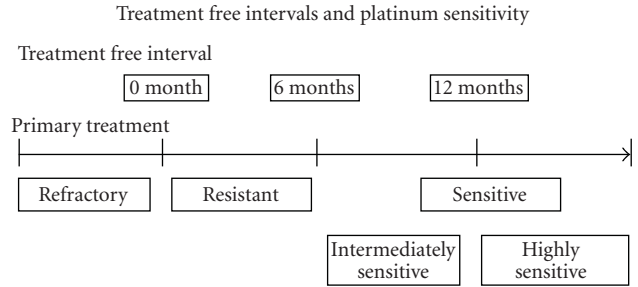 Treatment free intervals and platinum sensitivity
Treatment free interval
0 month
6 months
12 months
Primary treatment
Refractory
Resistant
Sensitive
Intermediately
sensitive
Highly
sensitive